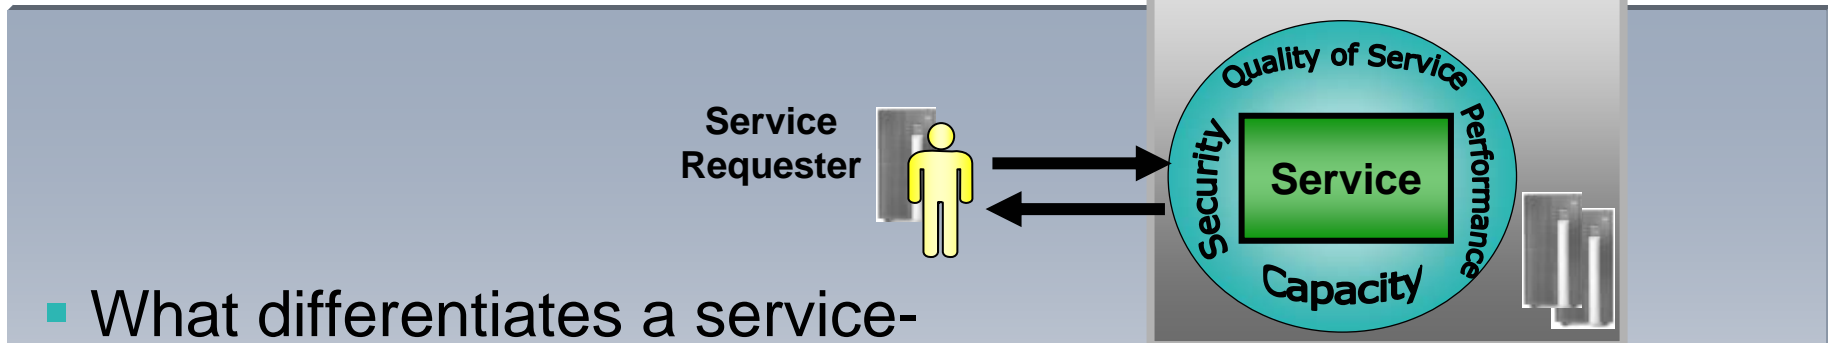 Service
Requester
Quality of Service
Performance
Security
Service
Capacity
What differentiates a service-